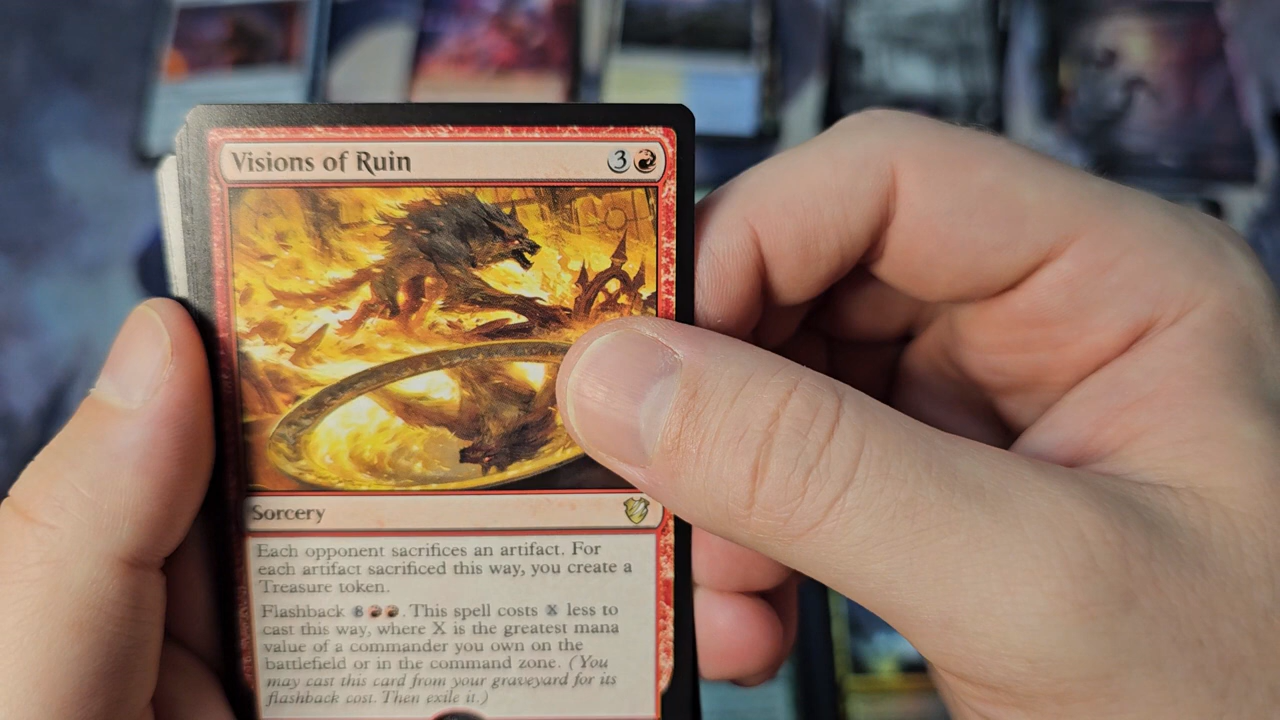 Visions of Ruin 3
Sorcery
Each opponent sacrifices an artifact. For
each artifact sacrificed this way, you create a
Treasure token.
Flashback 8. This spell costs X less to
cast this way, where X is the greatest mana
value of a commander you own on the
battlefield or in the command zone. (You
may cast this card from your graveyard for its
flashback cost. Then exile it.)